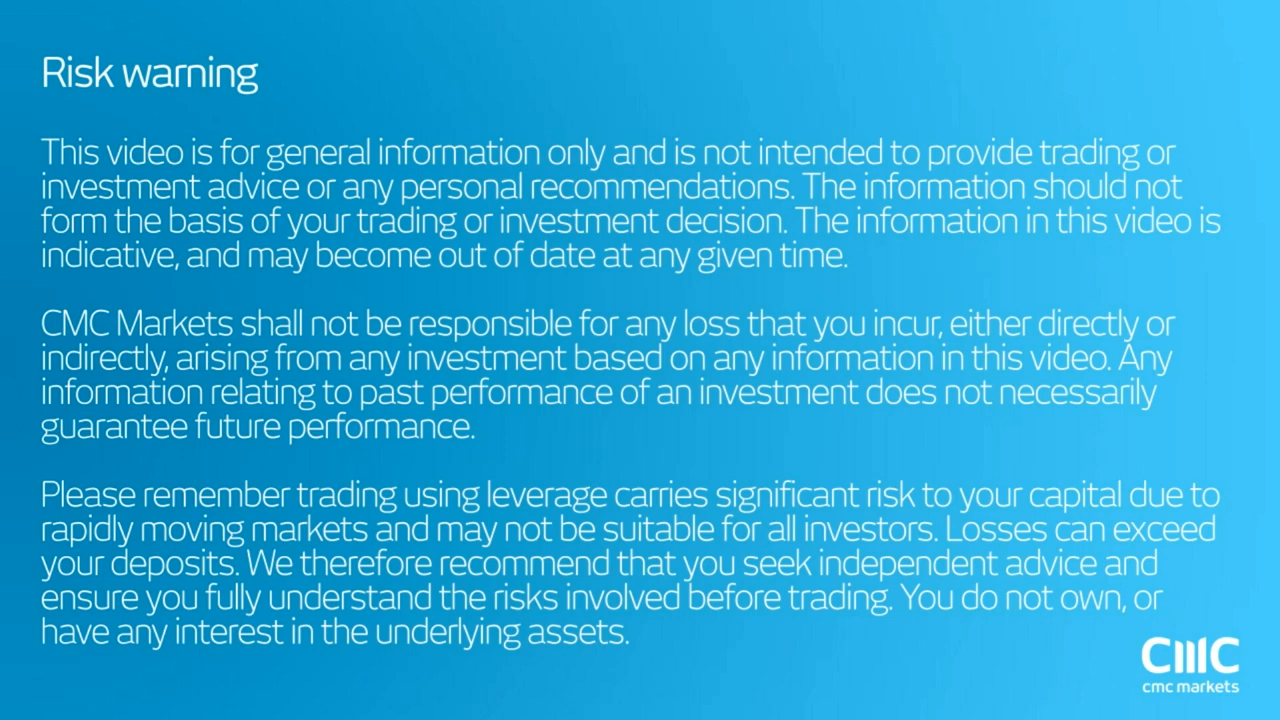 Risk warning
This video is for general information only and is not intended to provide trading or
investment advice or any personal recommendations. The information should not
form the basis of your trading or investment decision. The information in this video is
indicative, and may become out of date at any given time.
CMC Markets shall not be responsible for any loss that you incur, either directly or
indirectly, arising from any investment based on any information in this video. Any
information relating to past performance of an investment does not necessarily
guarantee future performance.
Please remember trading using leverage carries significant risk to your capital due to
rapidly moving markets and may not be suitable for all investors. Losses can exceed
your deposits. We therefore recommend that you seek independent advice and
ensure you fully understand the risks involved before trading. You do not own, or
have any interest in the underlying assets.
CMC
cmc markets